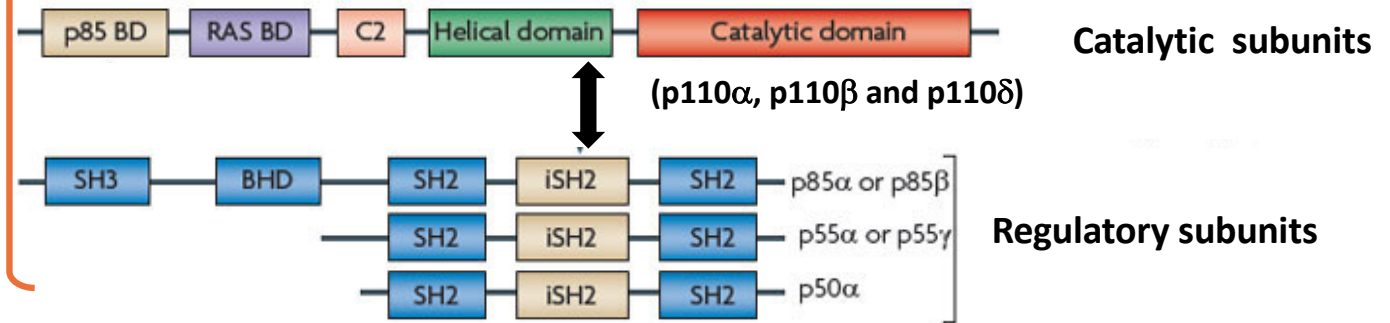 p85 BD RAS BD C2 Helical domain Catalytic domain Catalytic subunits
(p110α, p110β and p110δ)
SH3 BHD SH2 iSH2 SH2 p85α or p85β
SH2 iSH2 SH2 p55α or p55γ
Regulatory subunits
SH2 iSH2 SH2 p50α